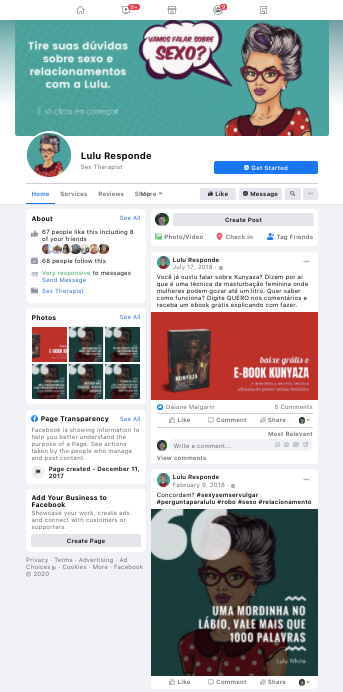 9+
9
Tire suas dúvidas
sobre sexo e
relacionamentos
com a Lulu.
É só clicar em começar!
VAMOS FALAR SOBRE
SEXO?
Lulu Responde
Sex Therapist
Get Started
Home
Services
Reviews
Shop
More
Like
Message
About
See All
67 people like this including 8
of your friends
68 people follow this
Very responsive to messages
Send Message
Sex Therapist
Photos
See All
Page Transparency
See All
Facebook is showing information to
help you better understand the
purpose of a Page. See actions
taken by the people who manage
and post content.
Page created - December 11,
2017
Add Your Business to
Facebook
Showcase your work, create ads
and connect with customers or
supporters.
Create Page
Privacy · Terms · Advertising · Ad
Choices · Cookies · More · Facebook
© 2020
Create Post
Photo/Video
Check in
Tag Friends
Lulu Responde
July 17, 2018 ·
Você já ouviu falar sobre Kunyaza? Dizem por ai
que é uma técnica de masturbação feminina onde
mulheres podem gozar até um litro. Quer saber
como funciona? Digite QUERO nos comentários e
receba um ebook grátis explicando com fazer.
KUNYAZA
baixe grátis o
E-BOOK KUNYAZA
Daiane Malgarin
5 Comments
Like
Comment
Share
Most Relevant
Write a comment...
View comments
Lulu Responde
February 9, 2018 ·
Concordam? #sexysemservulgar
#perguntaparalulu #robo #sexo #relacionamento
UMA MORDINHA NO
LÁBIO, VALE MAIS QUE
1000 PALAVRAS
Lulu White
Like
Comment
Share